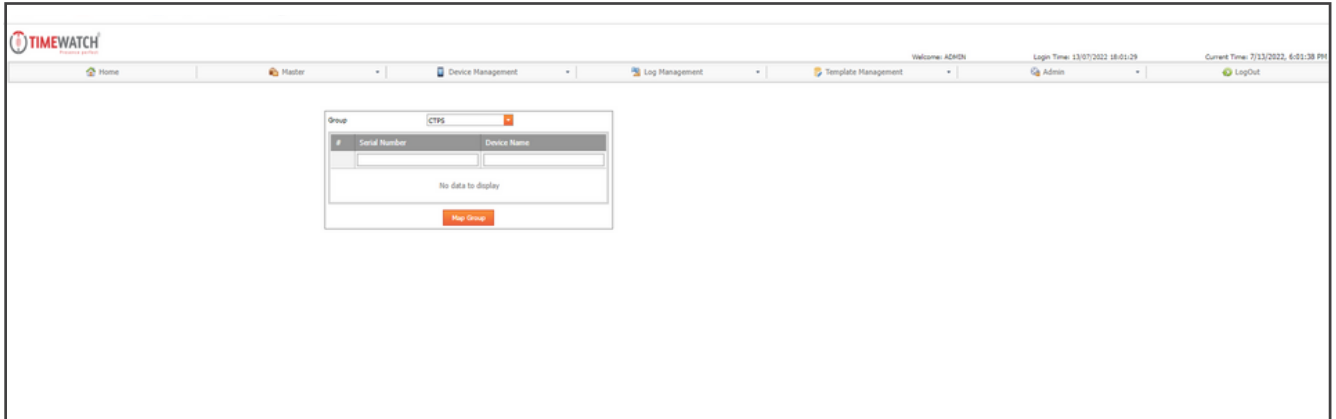 TIMEWATCH
Welcome: ADMIN Login Time: 13/07/2022 18:01:29 Current Time: 7/13/2022, 6:01:38 PM
Home Master Device Management Log Management Template Management Admin LogOut
Group CTPS
# Serial Number Device Name
No data to display
Map Group